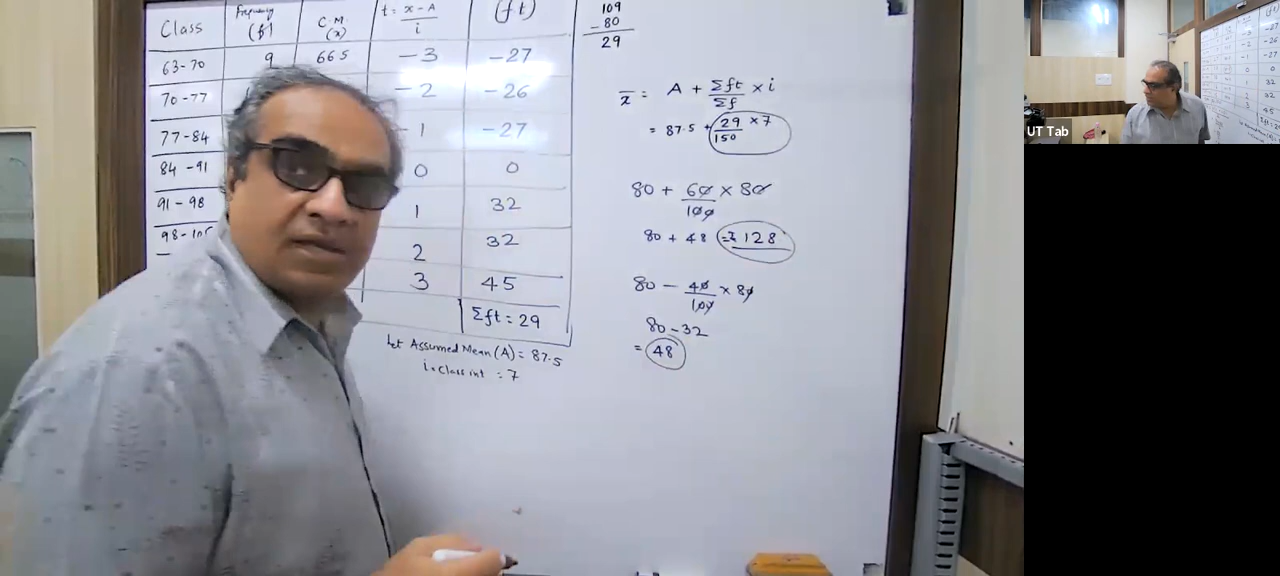 Class Frequency (f) C.M. (x) t = x - A / i (ft)
63-70 9 66.5 -3 -27
70-77 -2 -26
77-84 -1 -27
84-91 0 0
91-98 1 32
98-105 2 32
3 45
Σft = 29
Let Assumed Mean (A) = 87.5
i = Class int = 7
109
-80
29
x̄ = A + Σft/Σf × i
= 87.5 + 29/150 × 7
80 + 60/100 × 80
80 + 48 = 128
80 - 40/100 × 80
80 - 32
= 48
UT Tab